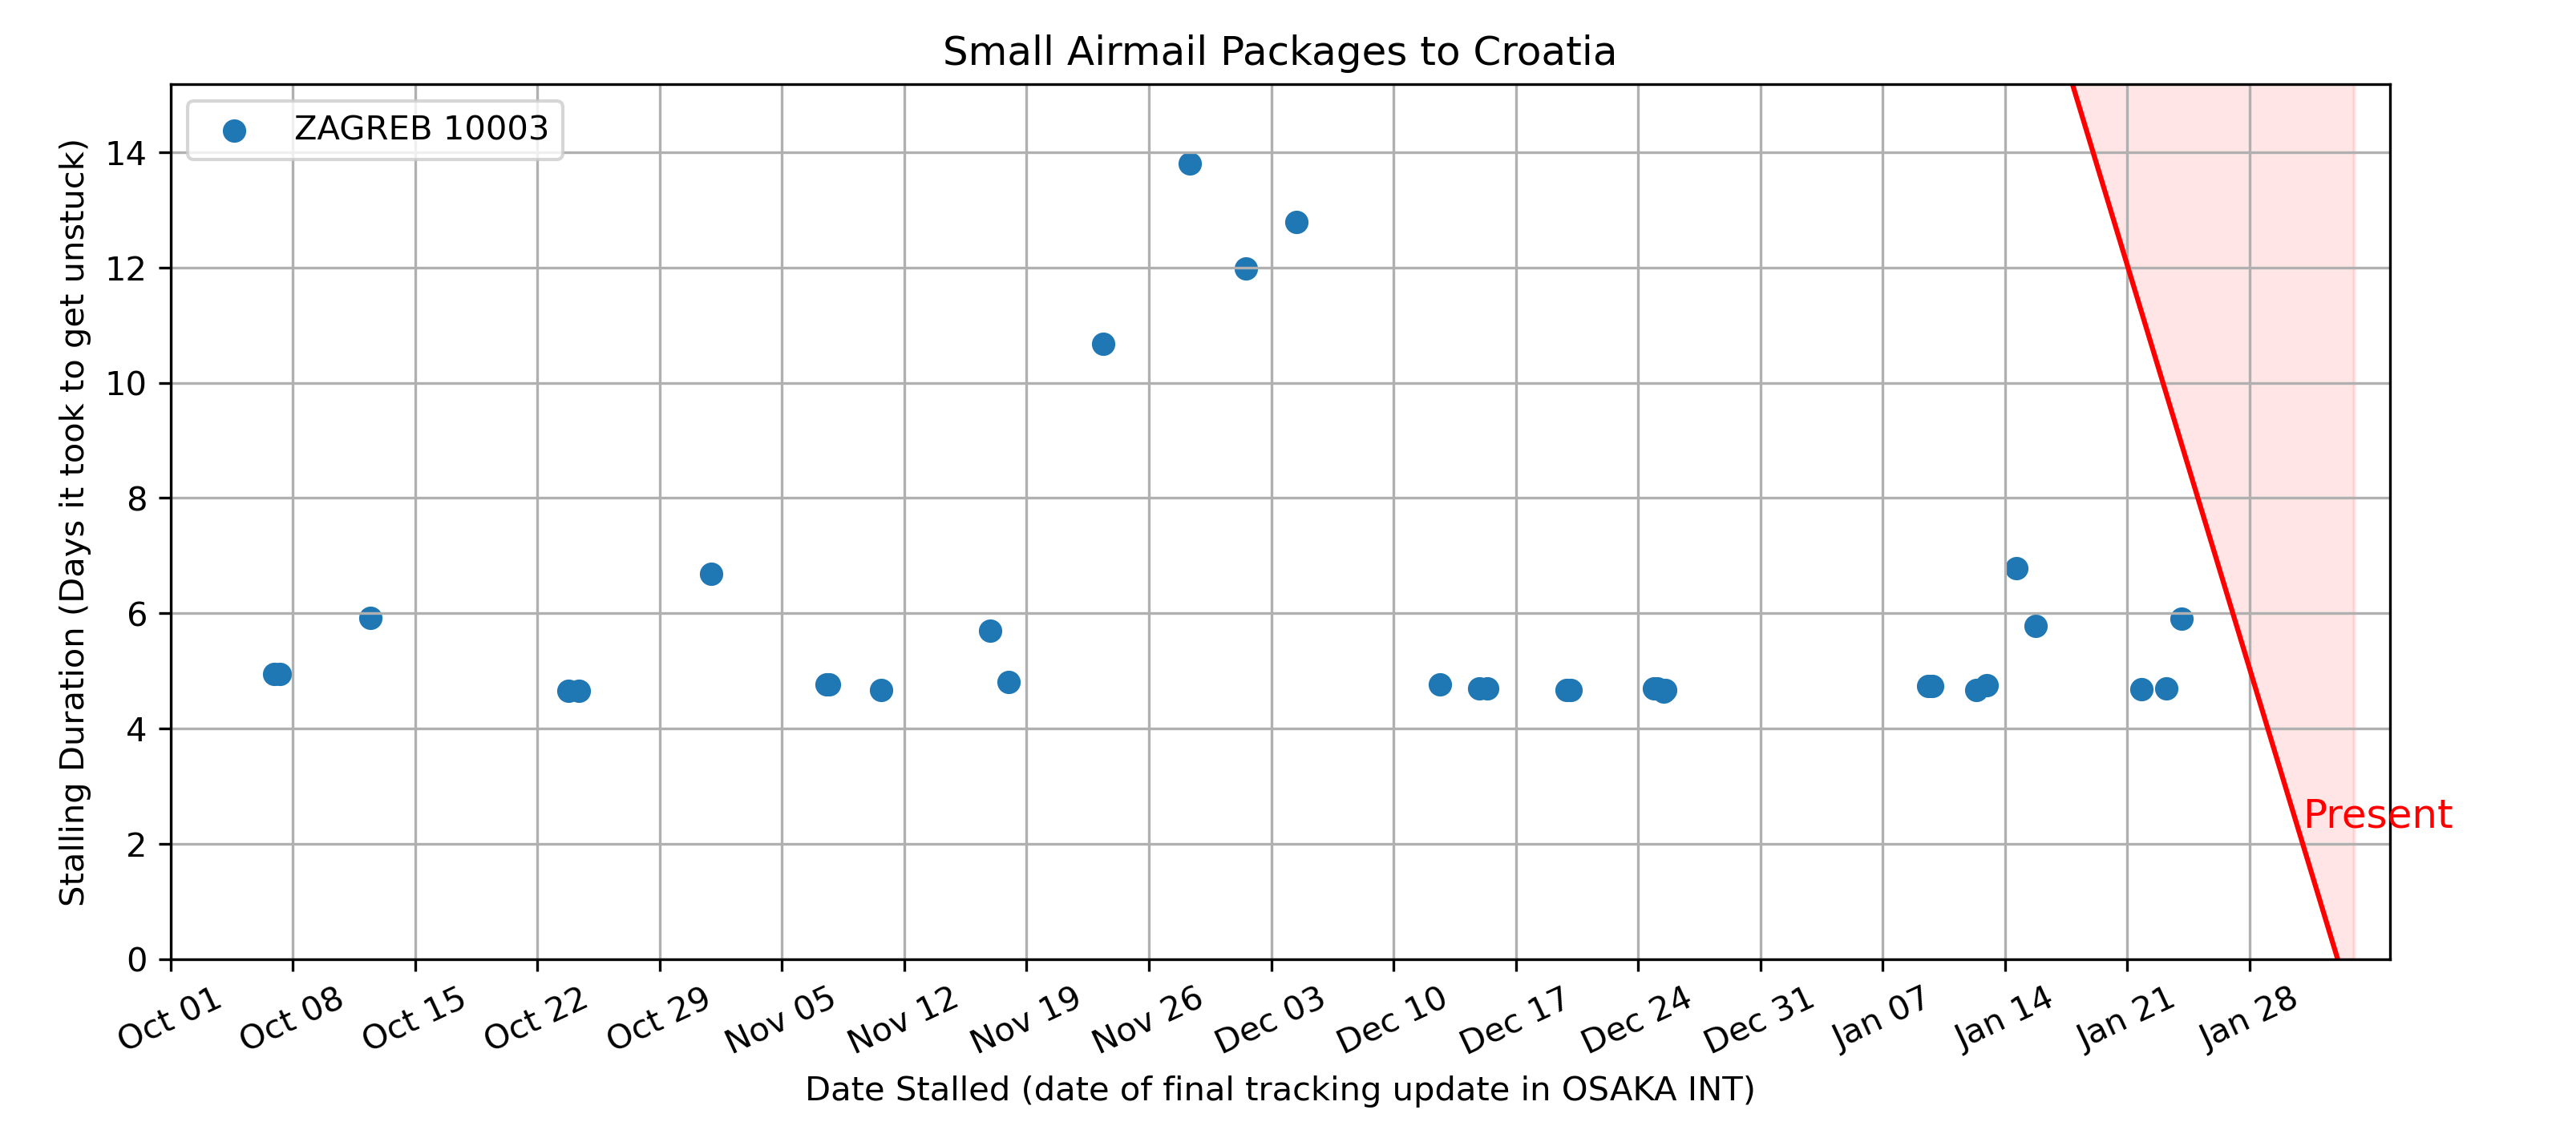 Small Airmail Packages to Croatia
ZAGREB 10003
Stalling Duration (Days it took to get unstuck)
14
12
10
8
6
4
2
0
Present
Oct 01
Oct 08
Oct 15
Oct 22
Oct 29
Nov 05
Nov 12
Nov 19
Nov 26
Dec 03
Dec 10
Dec 17
Dec 24
Dec 31
Jan 07
Jan 14
Jan 21
Jan 28
Date Stalled (date of final tracking update in OSAKA INT)